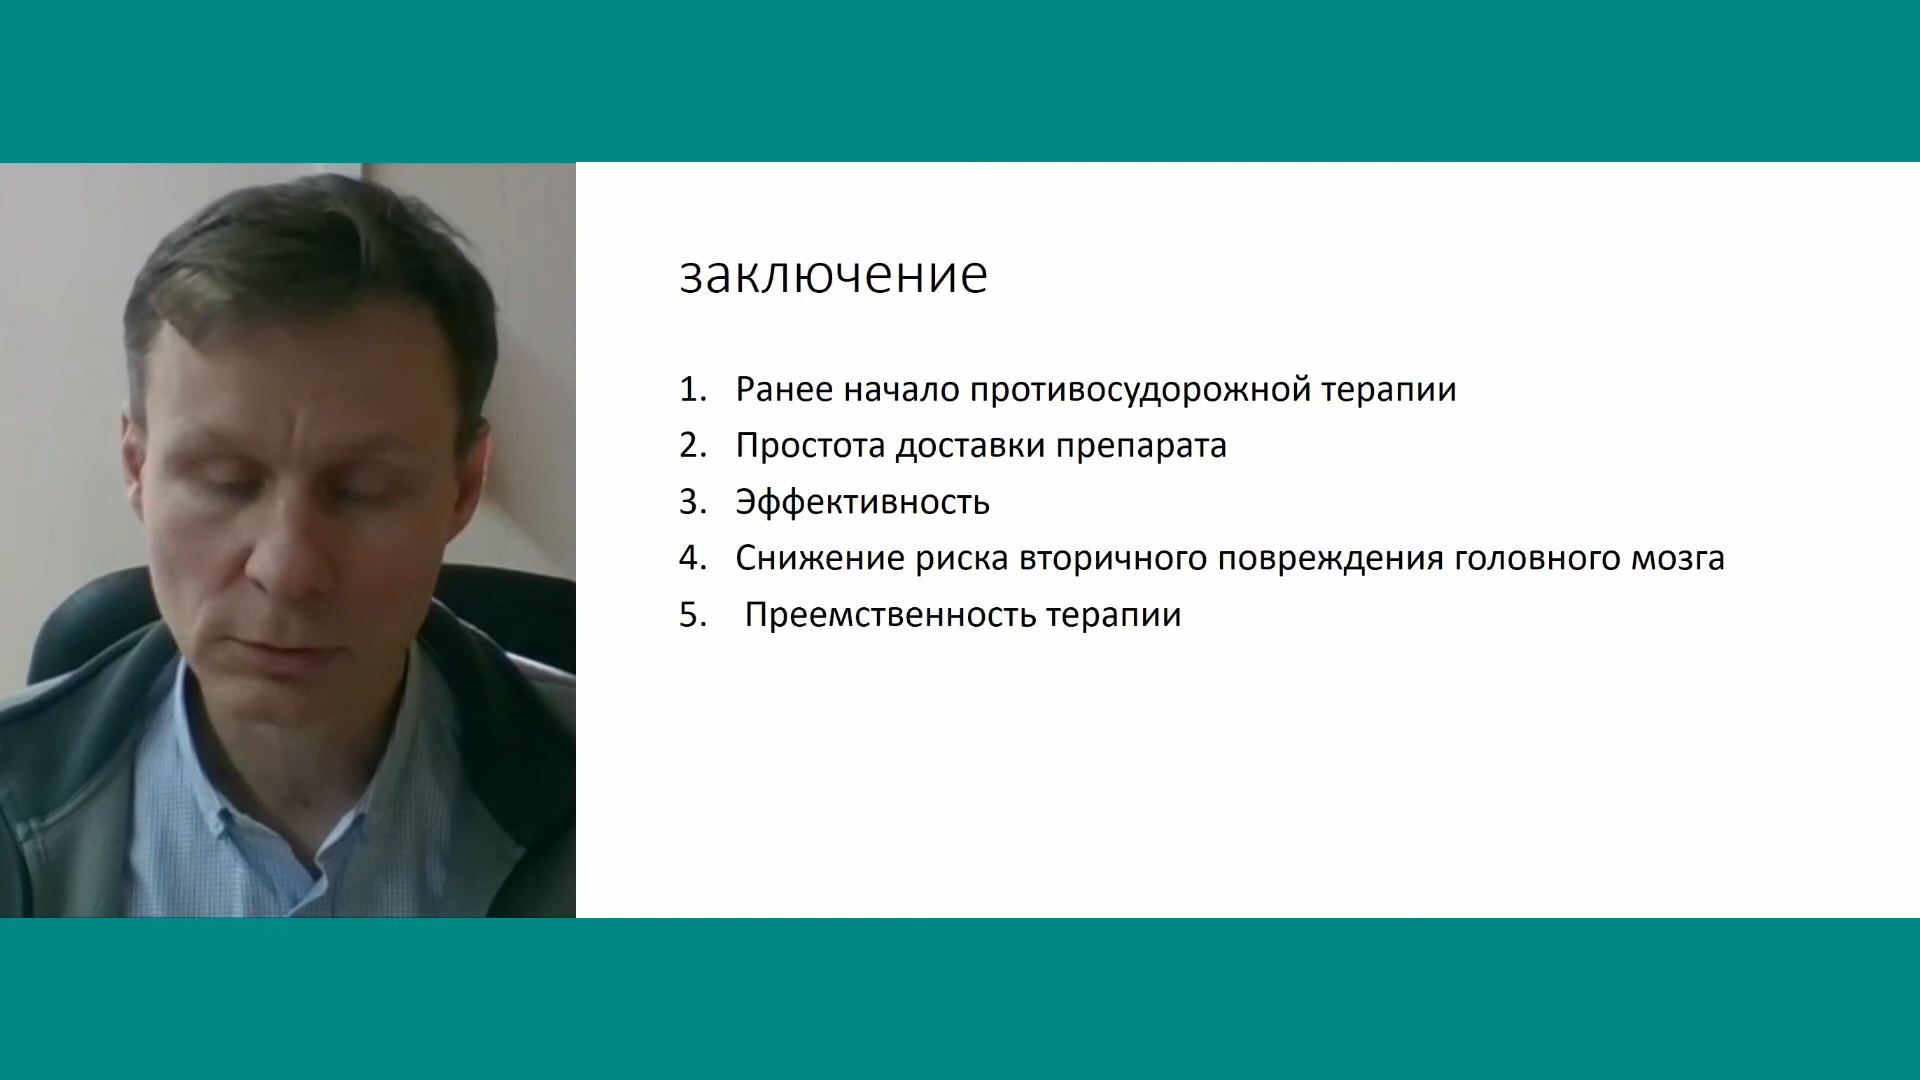 заключение
1. Ранее начало противосудорожной терапии
2. Простота доставки препарата
3. Эффективность
4. Снижение риска вторичного повреждения головного мозга
5. Преемственность терапии